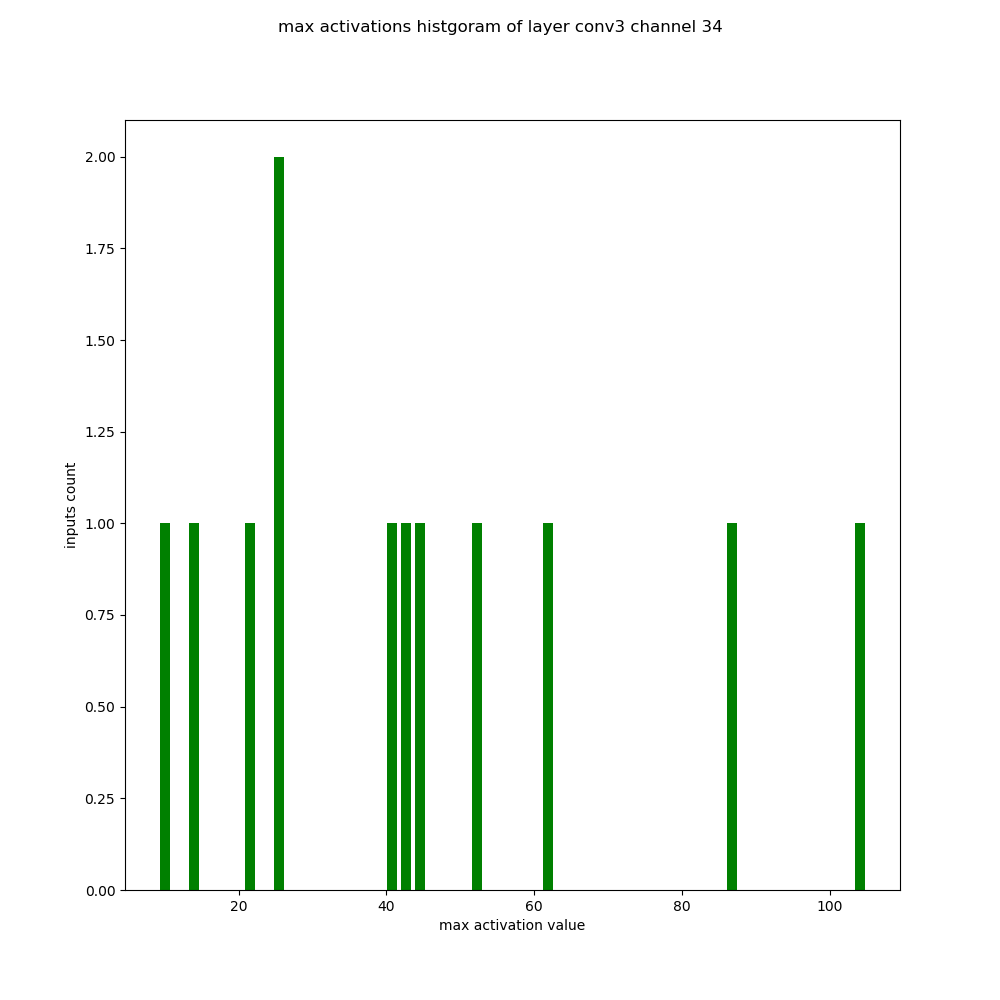 max activations histgoram of layer conv3 channel 34
2.00
1.75
1.50
1.25
1.00
0.75
0.50
0.25
0.00
inputs count
20 40 60 80 100
max activation value